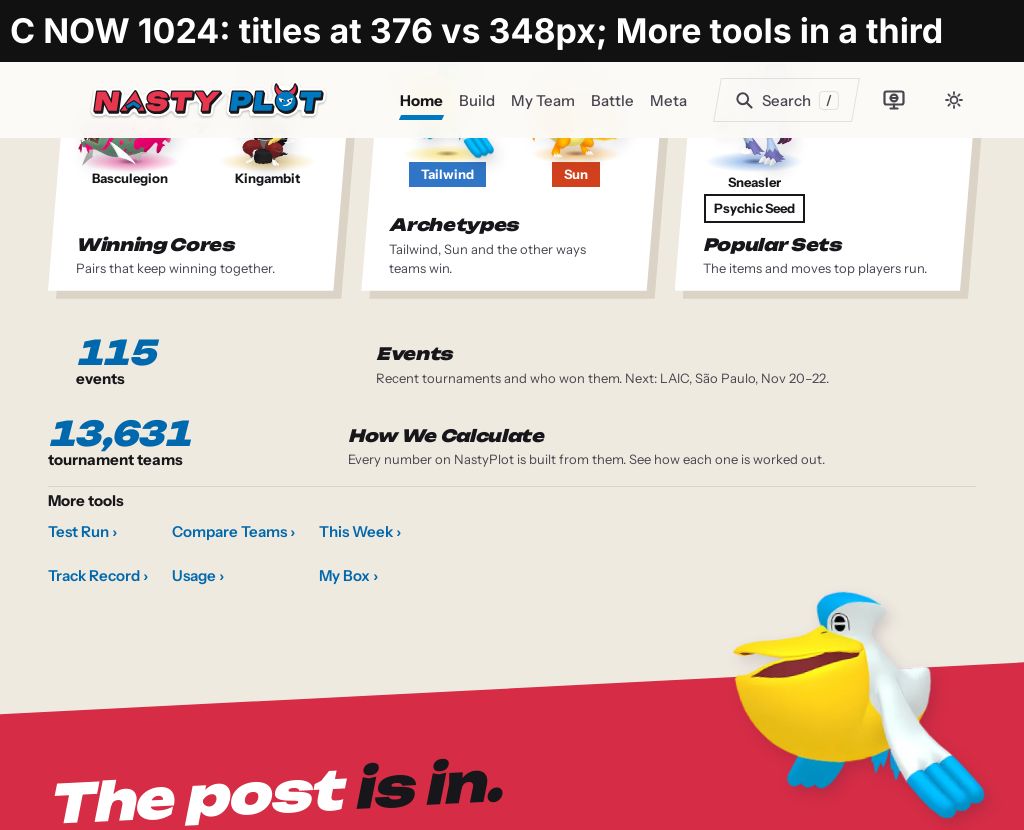 C NOW 1024: titles at 376 vs 348px; More tools in a third
NASTY PLOT
Home Build My Team Battle Meta Search /
Basculegion Kingambit
Winning Cores
Pairs that keep winning together.
Tailwind Sun
Archetypes
Tailwind, Sun and the other ways
teams win.
Sneasler
Psychic Seed
Popular Sets
The items and moves top players run.
115
events
Events
Recent tournaments and who won them. Next: LAIC, São Paulo, Nov 20–22.
13,631
tournament teams
How We Calculate
Every number on NastyPlot is built from them. See how each one is worked out.
More tools
Test Run › Compare Teams › This Week ›
Track Record › Usage › My Box ›
The post is in.